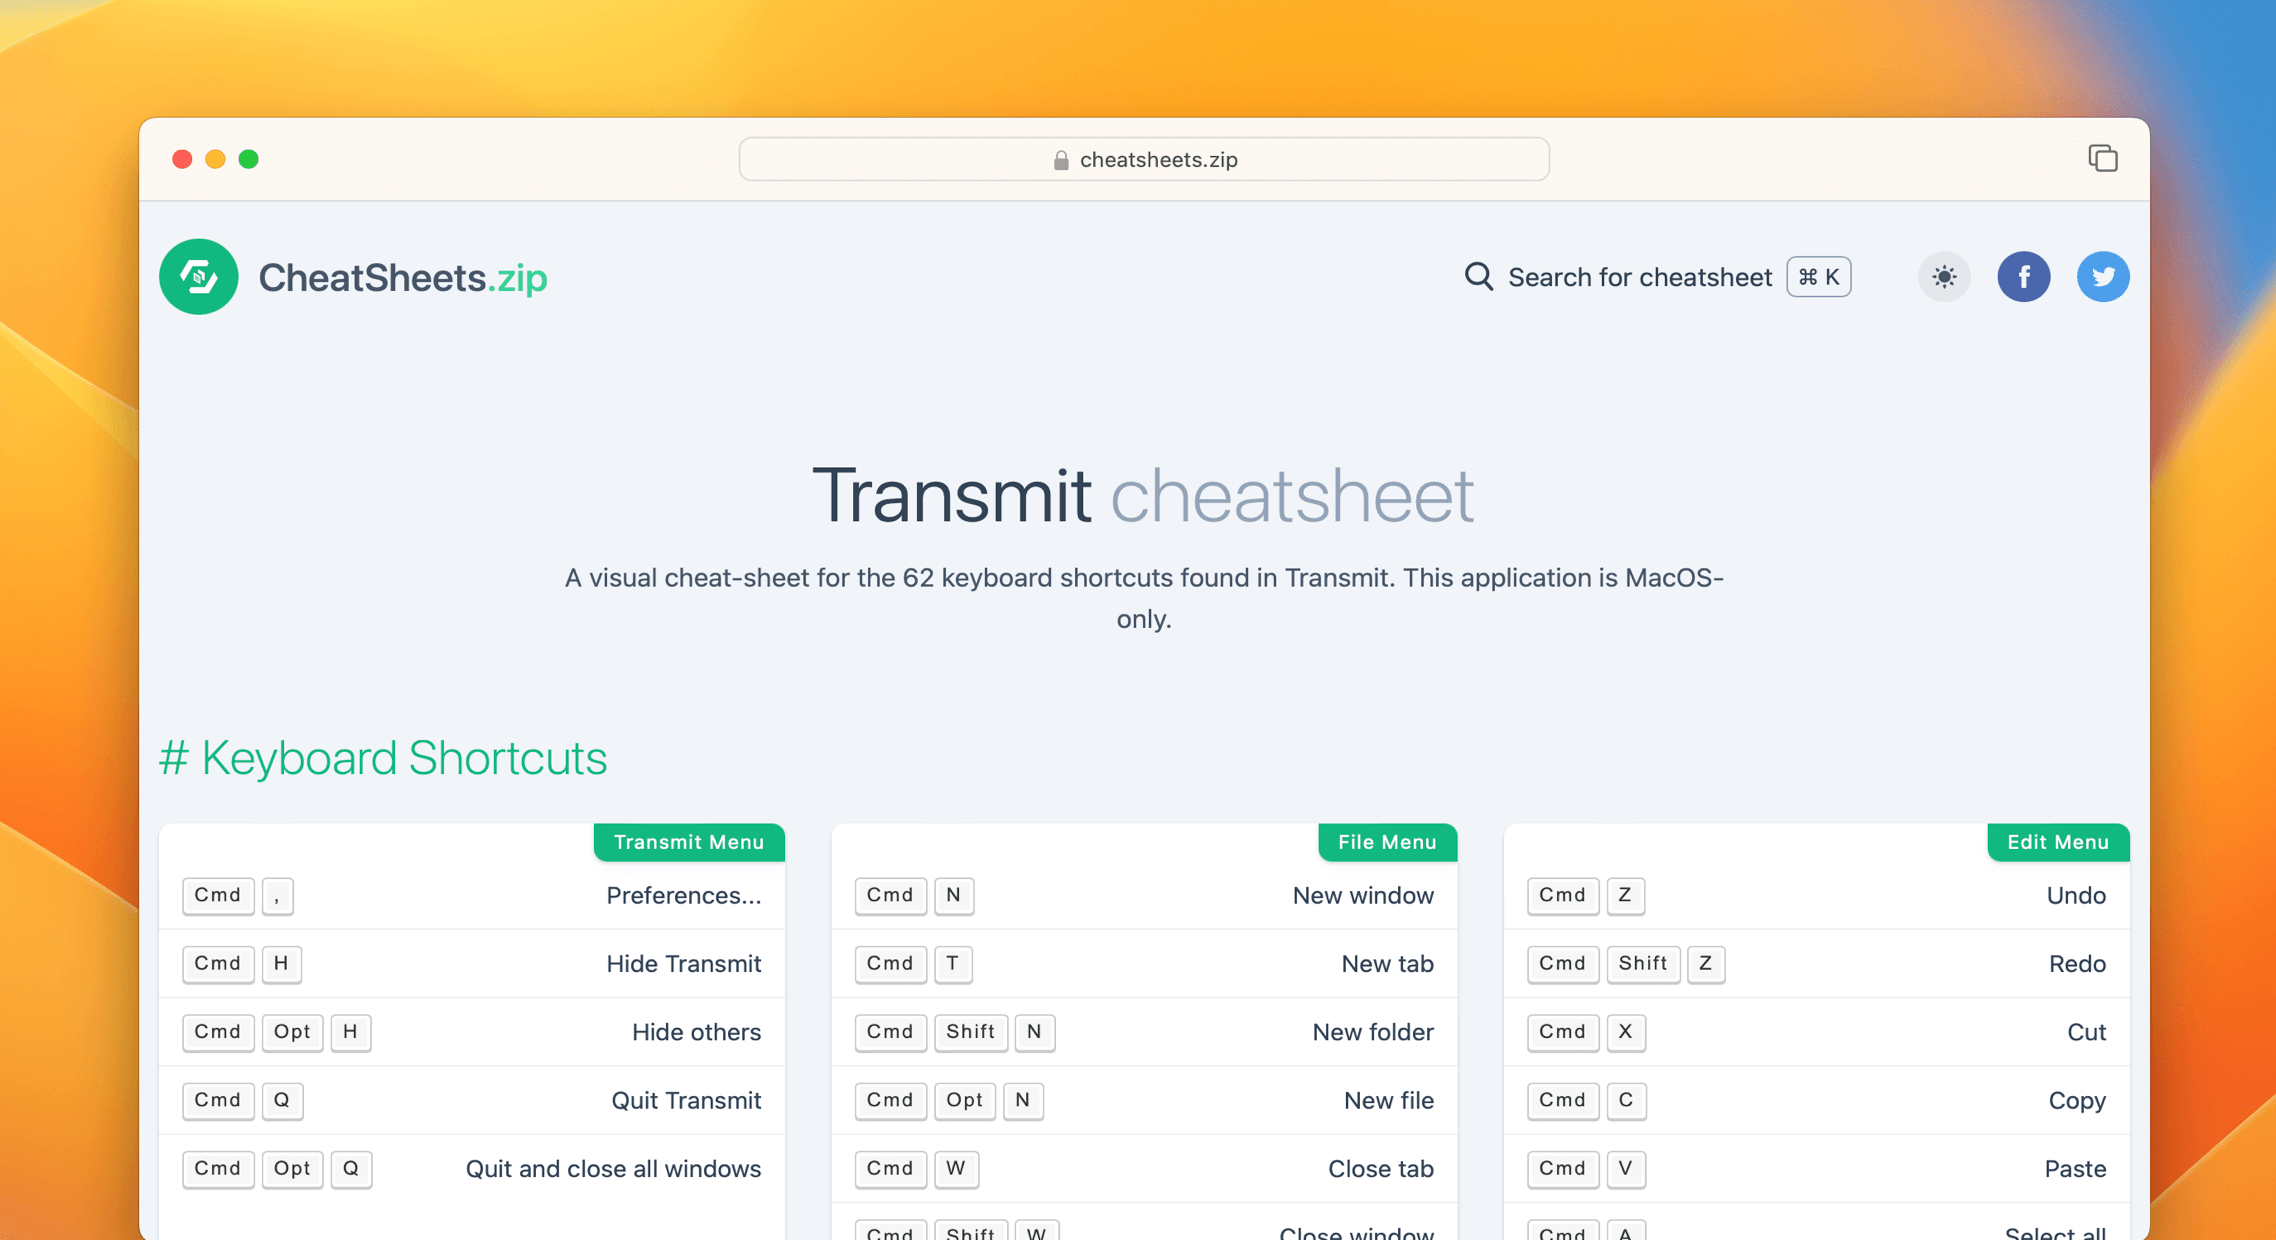 cheatsheets.zip
CheatSheets.zip
Search for cheatsheet ⌘ K
Transmit cheatsheet
A visual cheat-sheet for the 62 keyboard shortcuts found in Transmit. This application is MacOS-
only.
# Keyboard Shortcuts
Transmit Menu
Cmd , Preferences...
Cmd H Hide Transmit
Cmd Opt H Hide others
Cmd Q Quit Transmit
Cmd Opt Q Quit and close all windows
File Menu
Cmd N New window
Cmd T New tab
Cmd Shift N New folder
Cmd Opt N New file
Cmd W Close tab
Cmd Shift W Close window
Edit Menu
Cmd Z Undo
Cmd Shift Z Redo
Cmd X Cut
Cmd C Copy
Cmd V Paste
Cmd A Select all